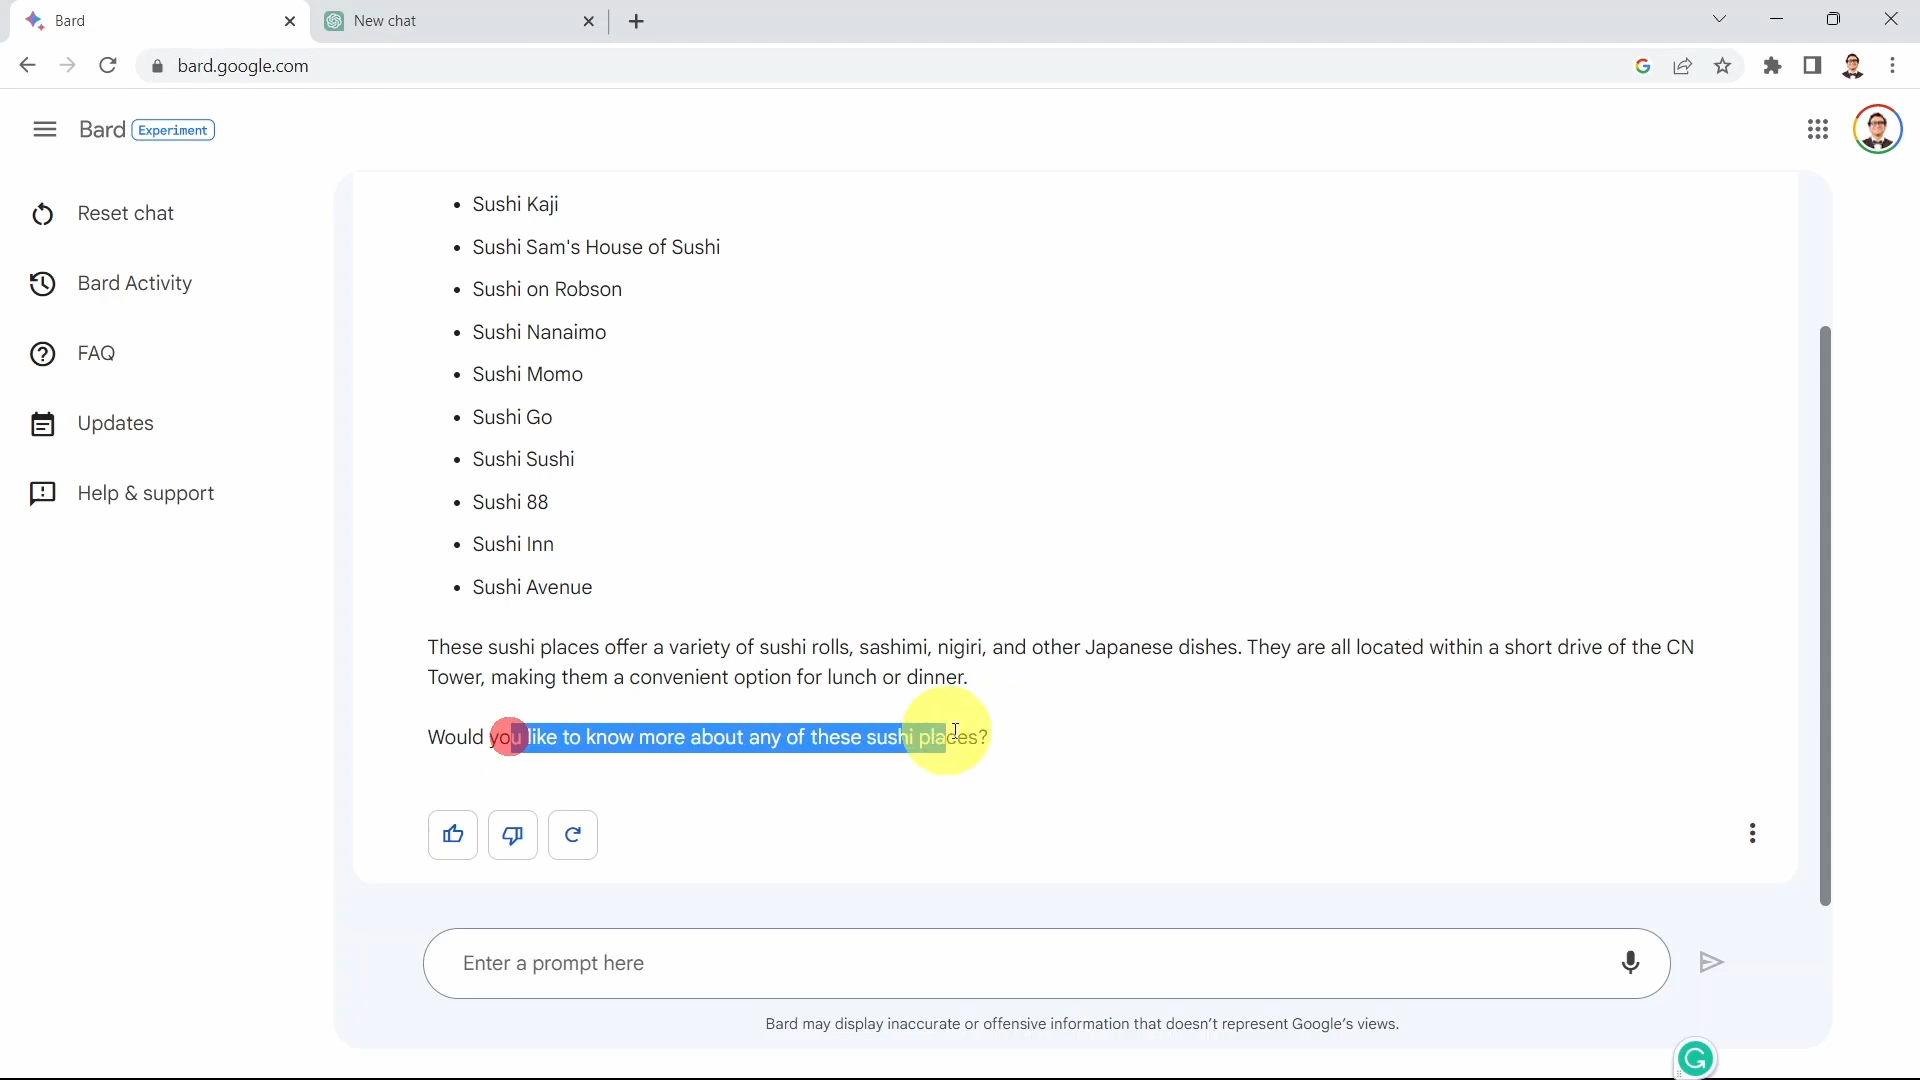 Bard
New chat
bard.google.com
Bard Experiment
Reset chat
Bard Activity
FAQ
Updates
Help & support
• Sushi Kaji
• Sushi Sam's House of Sushi
• Sushi on Robson
• Sushi Nanaimo
• Sushi Momo
• Sushi Go
• Sushi Sushi
• Sushi 88
• Sushi Inn
• Sushi Avenue
These sushi places offer a variety of sushi rolls, sashimi, nigiri, and other Japanese dishes. They are all located within a short drive of the CN
Tower, making them a convenient option for lunch or dinner.
Would you like to know more about any of these sushi places?
Enter a prompt here
Bard may display inaccurate or offensive information that doesn't represent Google's views.